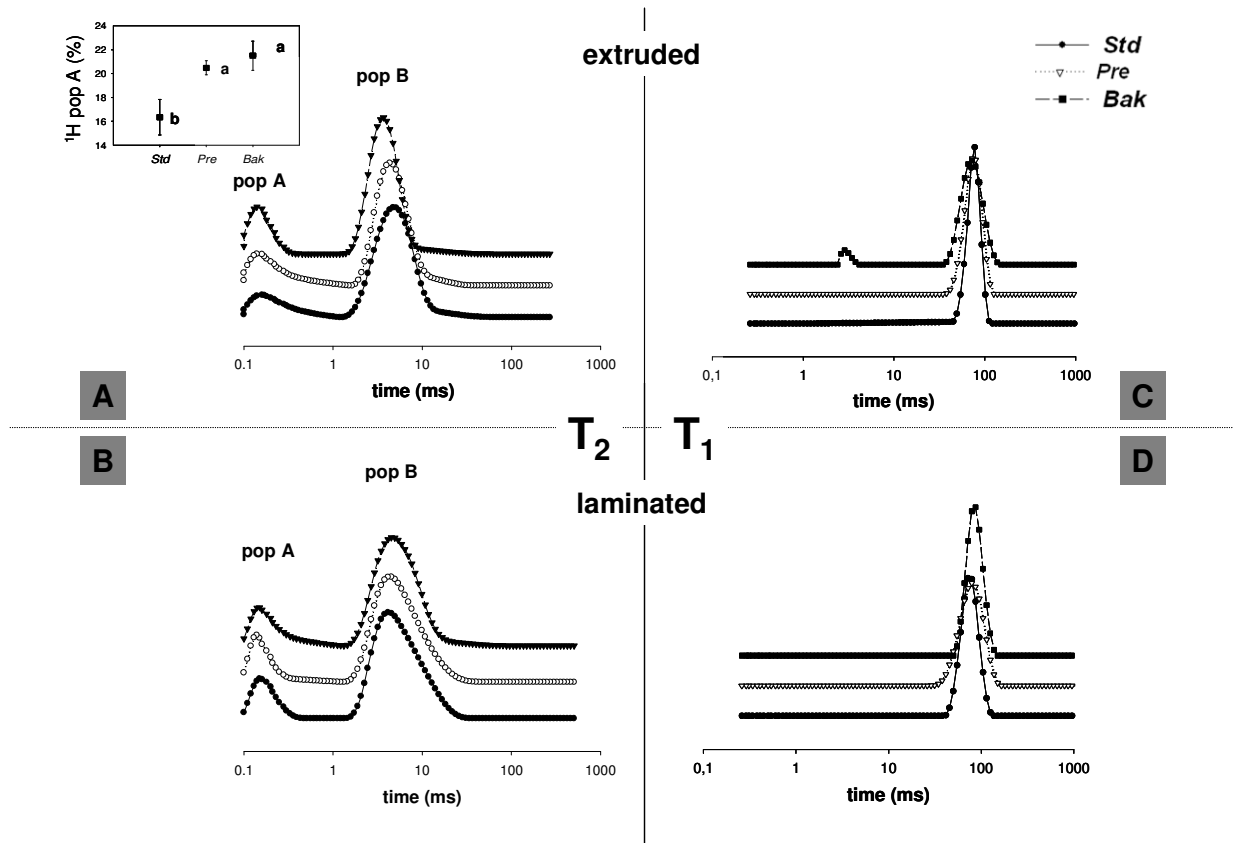 extruded
24
22
20
18
16
14
¹H pop A (%)
b
a
a
Std Pre Bak
pop A
pop B
0.1 1 10 100 1000
time (ms)
A
Std
Pre
Bak
0,1 1 10 100 1000
time (ms)
C
T₂ T₁
B
D
laminated
pop A
pop B
0.1 1 10 100 1000
time (ms)
0,1 1 10 100 1000
time (ms)